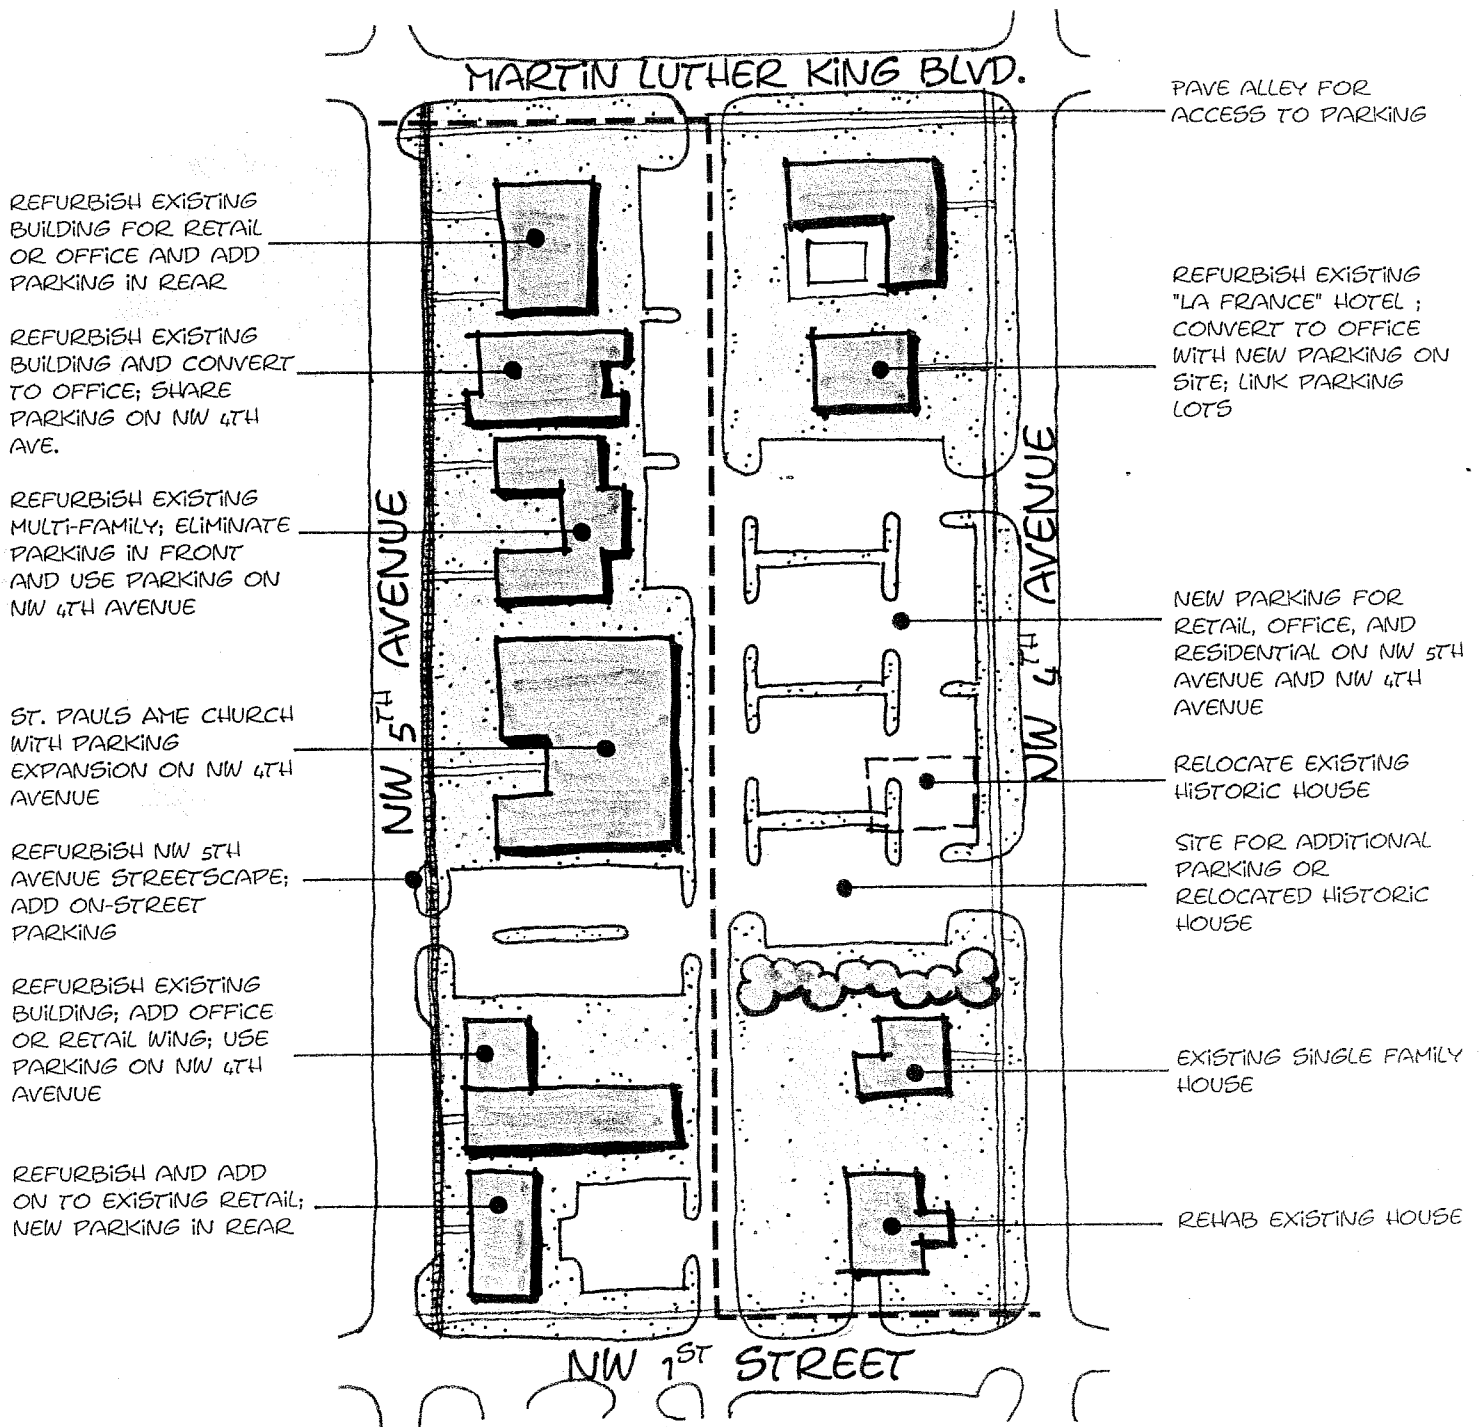 MARTIN LUTHER KING BLVD.
PAVE ALLEY FOR
ACCESS TO PARKING
REFURBISH EXISTING
BUILDING FOR RETAIL
OR OFFICE AND ADD
PARKING IN REAR
REFURBISH EXISTING
BUILDING AND CONVERT
TO OFFICE; SHARE
PARKING ON NW 4TH
AVE.
REFURBISH EXISTING
MULTI-FAMILY; ELIMINATE
PARKING IN FRONT
AND USE PARKING ON
NW 4TH AVENUE
ST. PAULS AME CHURCH
WITH PARKING
EXPANSION ON NW 4TH
AVENUE
REFURBISH NW 5TH
AVENUE STREETSCAPE;
ADD ON-STREET
PARKING
REFURBISH EXISTING
BUILDING; ADD OFFICE
OR RETAIL WING; USE
PARKING ON NW 4TH
AVENUE
REFURBISH AND ADD
ON TO EXISTING RETAIL;
NEW PARKING IN REAR
NW 5TH AVENUE
NW 4TH AVENUE
REFURBISH EXISTING
"LA FRANCE" HOTEL ;
CONVERT TO OFFICE
WITH NEW PARKING ON
SITE; LINK PARKING
LOTS
NEW PARKING FOR
RETAIL, OFFICE, AND
RESIDENTIAL ON NW 5TH
AVENUE AND NW 4TH
AVENUE
RELOCATE EXISTING
HISTORIC HOUSE
SITE FOR ADDITIONAL
PARKING OR
RELOCATED HISTORIC
HOUSE
EXISTING SINGLE FAMILY
HOUSE
REHAB EXISTING HOUSE
NW 1ST STREET